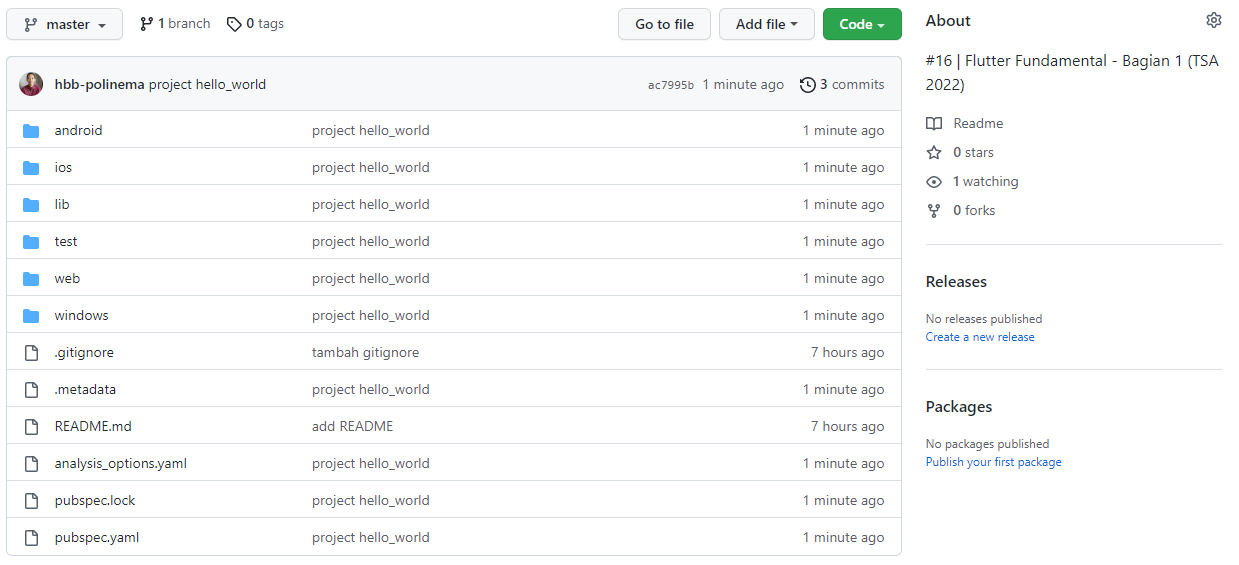 master 1 branch 0 tags Go to file Add file Code
hbb-polinema project hello_world ac7995b 1 minute ago 3 commits
android project hello_world 1 minute ago
ios project hello_world 1 minute ago
lib project hello_world 1 minute ago
test project hello_world 1 minute ago
web project hello_world 1 minute ago
windows project hello_world 1 minute ago
.gitignore tambah gitignore 7 hours ago
.metadata project hello_world 1 minute ago
README.md add README 7 hours ago
analysis_options.yaml project hello_world 1 minute ago
pubspec.lock project hello_world 1 minute ago
pubspec.yaml project hello_world 1 minute ago
About
#16 | Flutter Fundamental - Bagian 1 (TSA
2022)
Readme
0 stars
1 watching
0 forks
Releases
No releases published
Create a new release
Packages
No packages published
Publish your first package